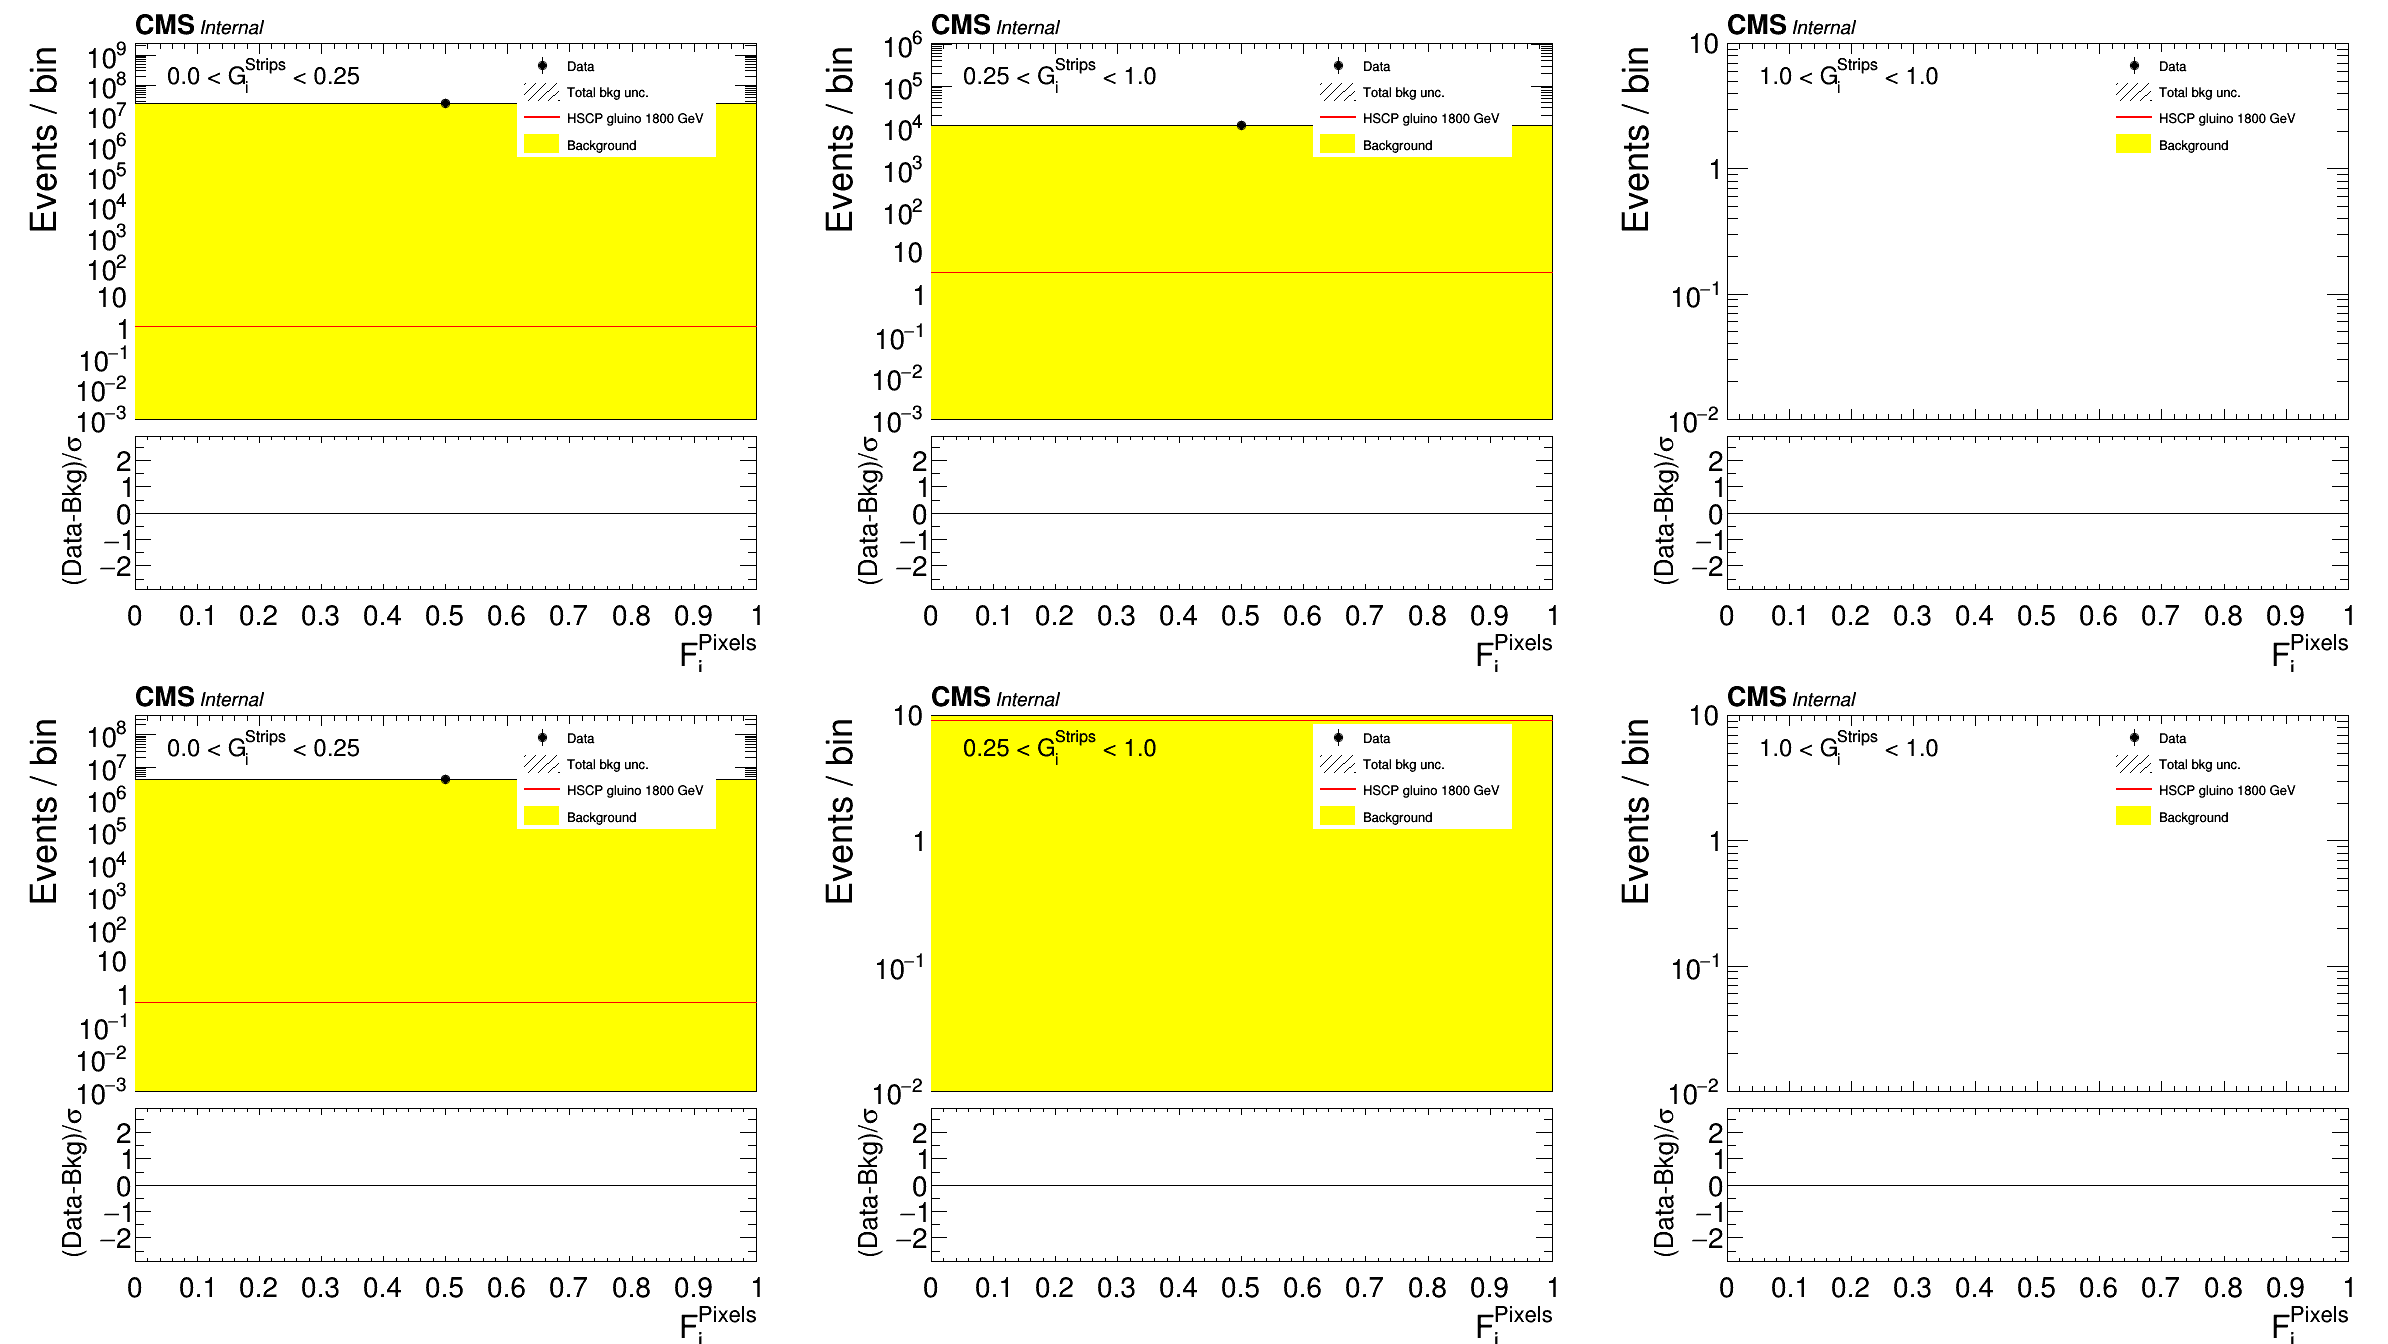 CMS Internal
Events / bin
10^9
10^8
10^7
10^6
10^5
10^4
10^3
10^2
10
1
10^−1
10^−2
10^−3
0.0 < G_i^Strips < 0.25
Data
Total bkg unc.
HSCP gluino 1800 GeV
Background
(Data-Bkg)/σ
2
1
0
−1
−2
0 0.1 0.2 0.3 0.4 0.5 0.6 0.7 0.8 0.9 1
F_i^Pixels
CMS Internal
Events / bin
10^6
10^5
10^4
10^3
10^2
10
1
10^−1
10^−2
10^−3
0.25 < G_i^Strips < 1.0
Data
Total bkg unc.
HSCP gluino 1800 GeV
Background
(Data-Bkg)/σ
2
1
0
−1
−2
0 0.1 0.2 0.3 0.4 0.5 0.6 0.7 0.8 0.9 1
F_i^Pixels
CMS Internal
Events / bin
10
1
10^−1
10^−2
1.0 < G_i^Strips < 1.0
Data
Total bkg unc.
HSCP gluino 1800 GeV
Background
(Data-Bkg)/σ
2
1
0
−1
−2
0 0.1 0.2 0.3 0.4 0.5 0.6 0.7 0.8 0.9 1
F_i^Pixels
CMS Internal
Events / bin
10^8
10^7
10^6
10^5
10^4
10^3
10^2
10
1
10^−1
10^−2
10^−3
0.0 < G_i^Strips < 0.25
Data
Total bkg unc.
HSCP gluino 1800 GeV
Background
(Data-Bkg)/σ
2
1
0
−1
−2
0 0.1 0.2 0.3 0.4 0.5 0.6 0.7 0.8 0.9 1
F_i^Pixels
CMS Internal
Events / bin
10
1
10^−1
10^−2
0.25 < G_i^Strips < 1.0
Data
Total bkg unc.
HSCP gluino 1800 GeV
Background
(Data-Bkg)/σ
2
1
0
−1
−2
0 0.1 0.2 0.3 0.4 0.5 0.6 0.7 0.8 0.9 1
F_i^Pixels
CMS Internal
Events / bin
10
1
10^−1
10^−2
1.0 < G_i^Strips < 1.0
Data
Total bkg unc.
HSCP gluino 1800 GeV
Background
(Data-Bkg)/σ
2
1
0
−1
−2
0 0.1 0.2 0.3 0.4 0.5 0.6 0.7 0.8 0.9 1
F_i^Pixels